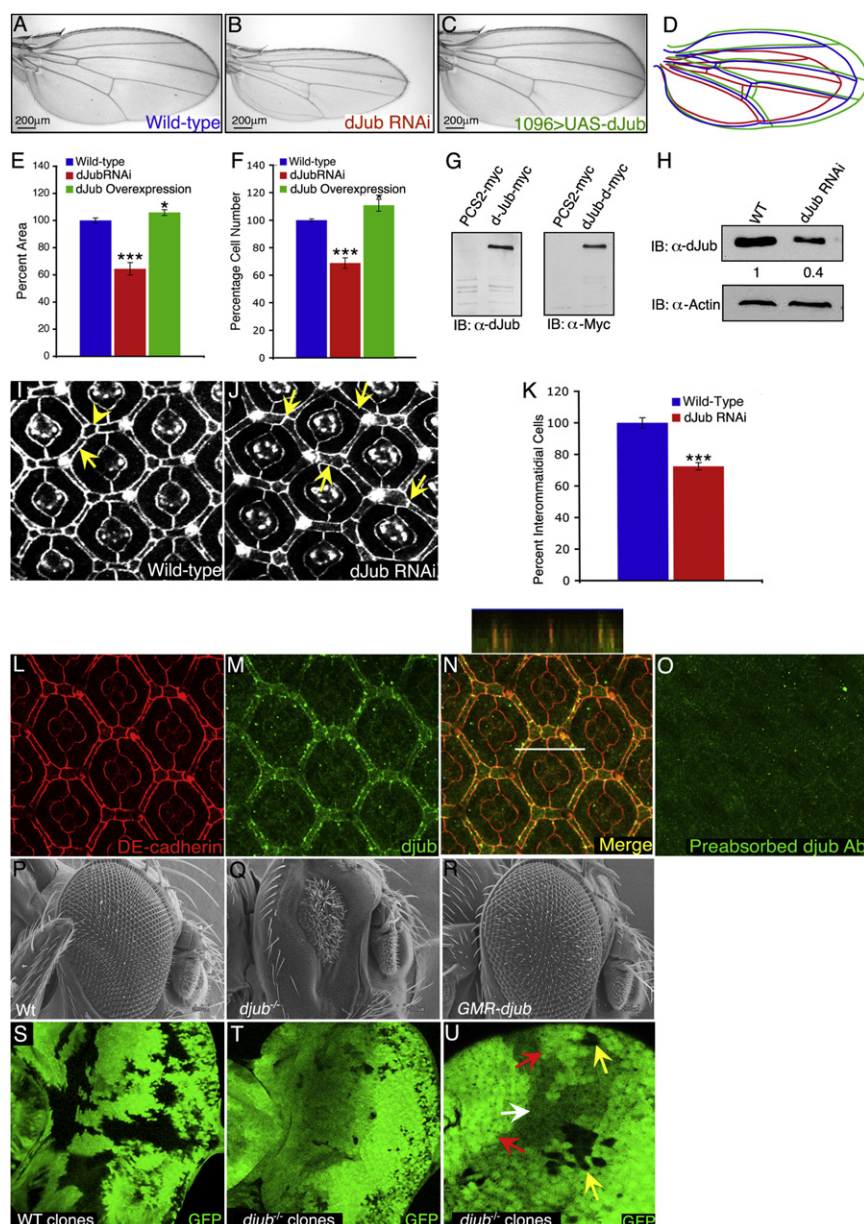 A
B
C
D
200μm
Wild-type
200μm
dJub RNAi
200μm
1096>UAS-dJub
E
Wild-type
dJubRNAi
dJub Overexpression
Percent Area
140
120
100
80
60
40
20
0
***
*
F
Wild-type
dJubRNAi
dJub Overexpression
Percentage Cell Number
140
120
100
80
60
40
20
0
***
*
G
PCS2-myc
d-Jub-myc
PCS2-myc
dJub-d-myc
IB: α-dJub
IB: α-Myc
H
WT
dJub RNAi
IB: α-dJub
1 0.4
IB: α-Actin
I
Wild-type
J
dJub RNAi
K
Wild-Type
dJub RNAi
Percent Interommatidial Cells
120
100
80
60
40
20
0
***
L
DE-cadherin
M
djub
N
Merge
O
Preabsorbed djub Ab
P
Wt
Q
djub-/-
R
GMR-djub
S
WT clones
GFP
T
djub-/- clones
GFP
U
djub-/- clones
GFP